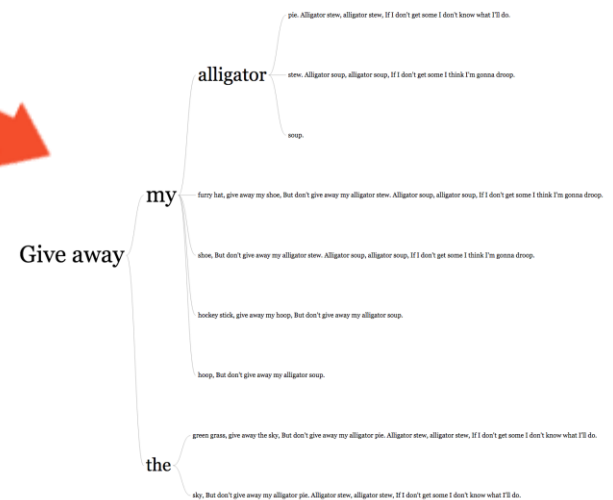 pie. Alligator stew, alligator stew, If I don't get some I don't know what I'll do.
alligator
stew. Alligator soup, alligator soup, If I don't get some I think I'm gonna droop.
soup.
my
furry hat, give away my shoe, But don't give away my alligator stew. Alligator soup, alligator soup, If I don't get some I think I'm gonna droop.
Give away
shoe, But don't give away my alligator stew. Alligator soup, alligator soup, If I don't get some I think I'm gonna droop.
hockey stick, give away my hoop, But don't give away my alligator soup.
hoop, But don't give away my alligator soup.
green grass, give away the sky, But don't give away my alligator pie. Alligator stew, alligator stew, If I don't get some I don't know what I'll do.
the
sky, But don't give away my alligator pie. Alligator stew, alligator stew, If I don't get some I don't know what I'll do.